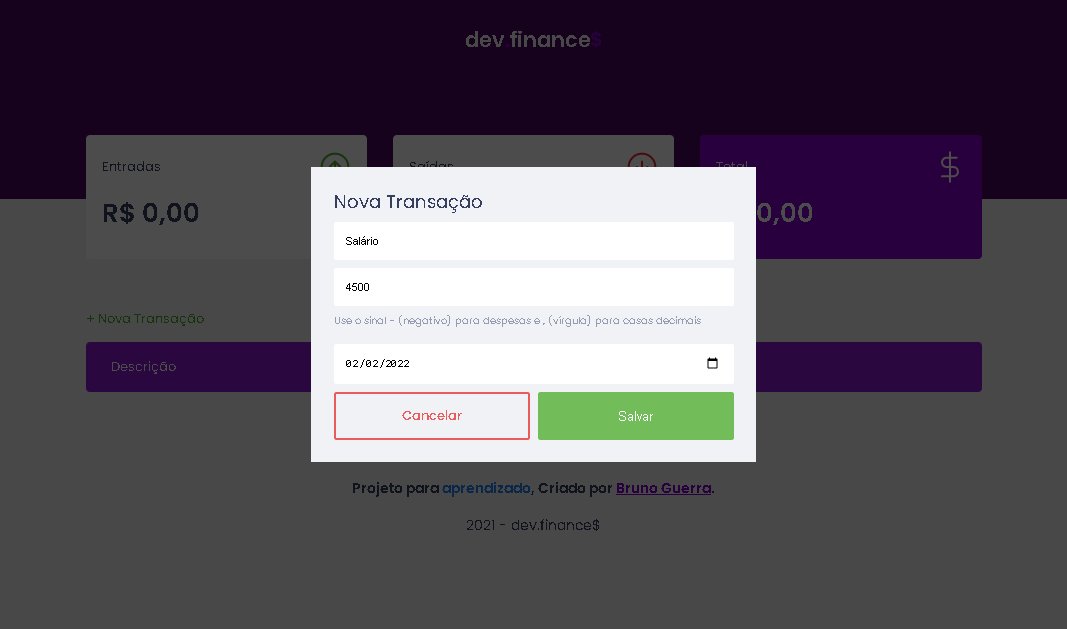 dev.finance$
Entradas
Saídas
Total
R$ 0,00
0,00
Nova Transação
Salário
4500
Use o sinal - (negativo) para despesas e , (vírgula) para casas decimais
02/02/2022
Cancelar
Salvar
+ Nova Transação
Descrição
Projeto para aprendizado, Criado por Bruno Guerra.
2021 - dev.finance$